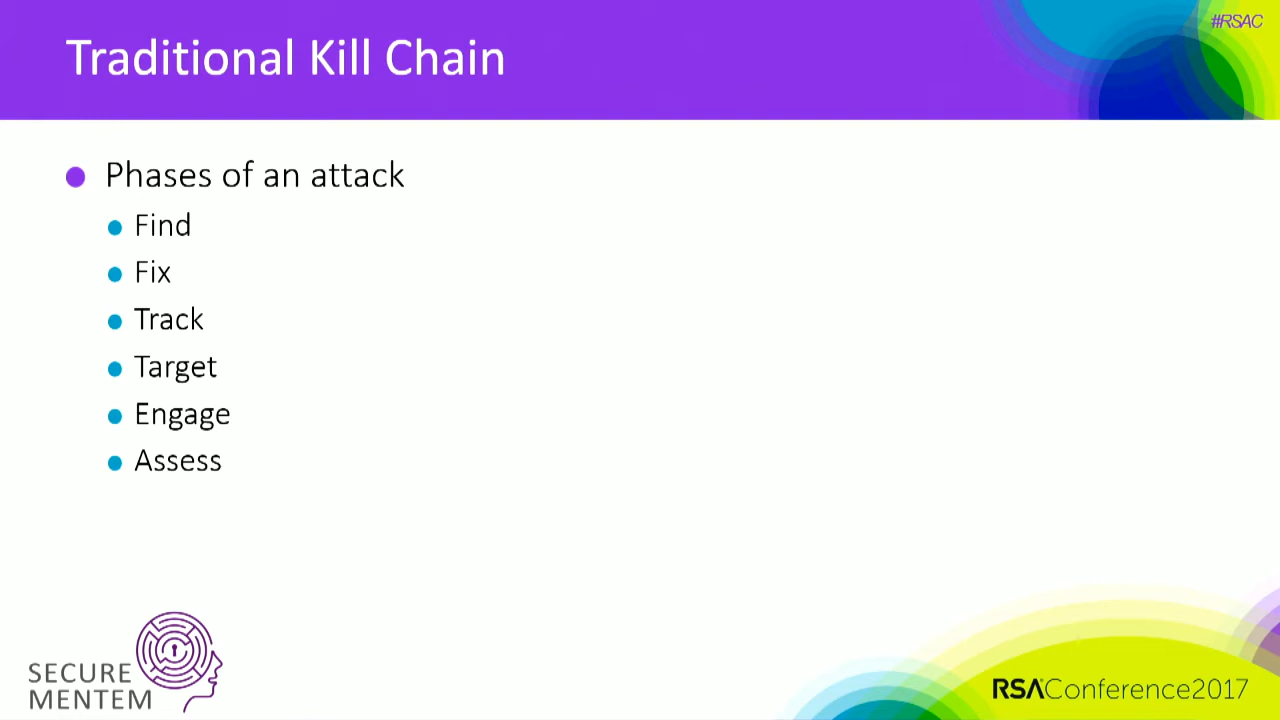 #RSAC
Traditional Kill Chain
Phases of an attack
Find
Fix
Track
Target
Engage
Assess
SECURE
MENTEM
RSAConference2017